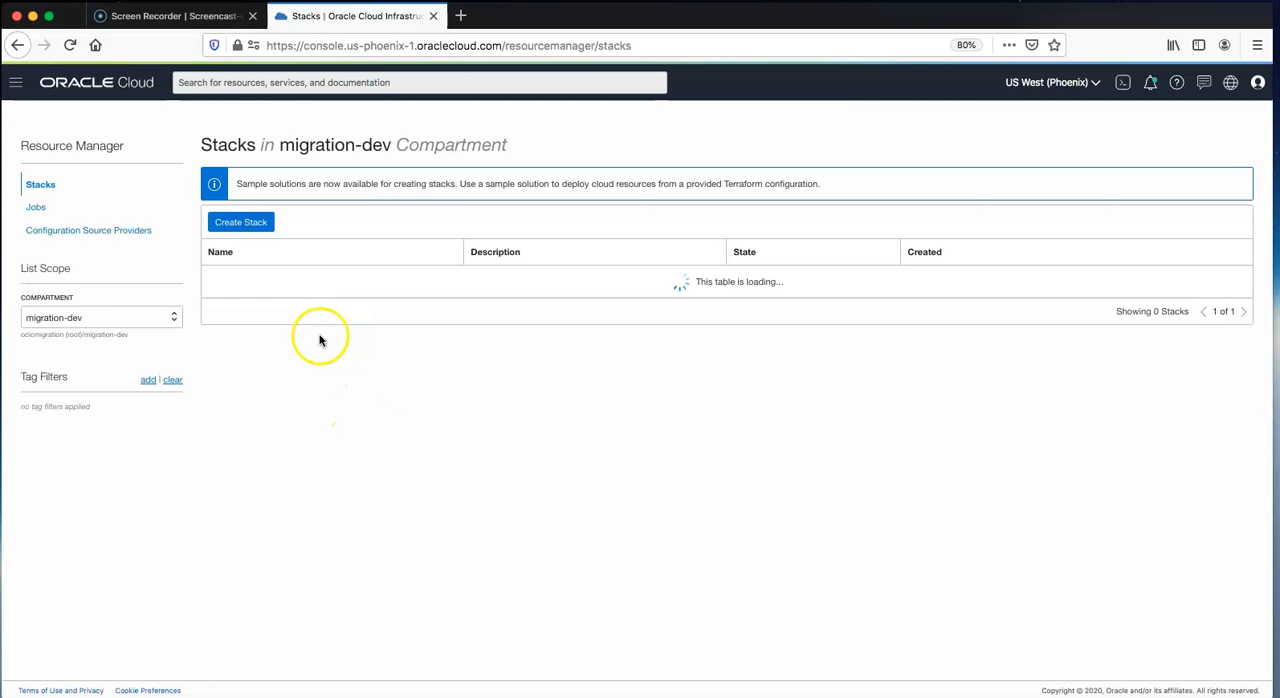 Screen Recorder | Screencast-
Stacks | Oracle Cloud Infrastru
https://console.us-phoenix-1.oraclecloud.com/resourcemanager/stacks
80%
ORACLE Cloud
Search for resources, services, and documentation
US West (Phoenix)
Resource Manager
Stacks
Jobs
Configuration Source Providers
List Scope
COMPARTMENT
migration-dev
ocicmigration (root)/migration-dev
Tag Filters
add | clear
no tag filters applied
Stacks in migration-dev Compartment
Sample solutions are now available for creating stacks. Use a sample solution to deploy cloud resources from a provided Terraform configuration.
Create Stack
Name Description State Created
This table is loading...
Showing 0 Stacks < 1 of 1 >
Terms of Use and Privacy Cookie Preferences
Copyright © 2020, Oracle and/or its affiliates. All rights reserved.